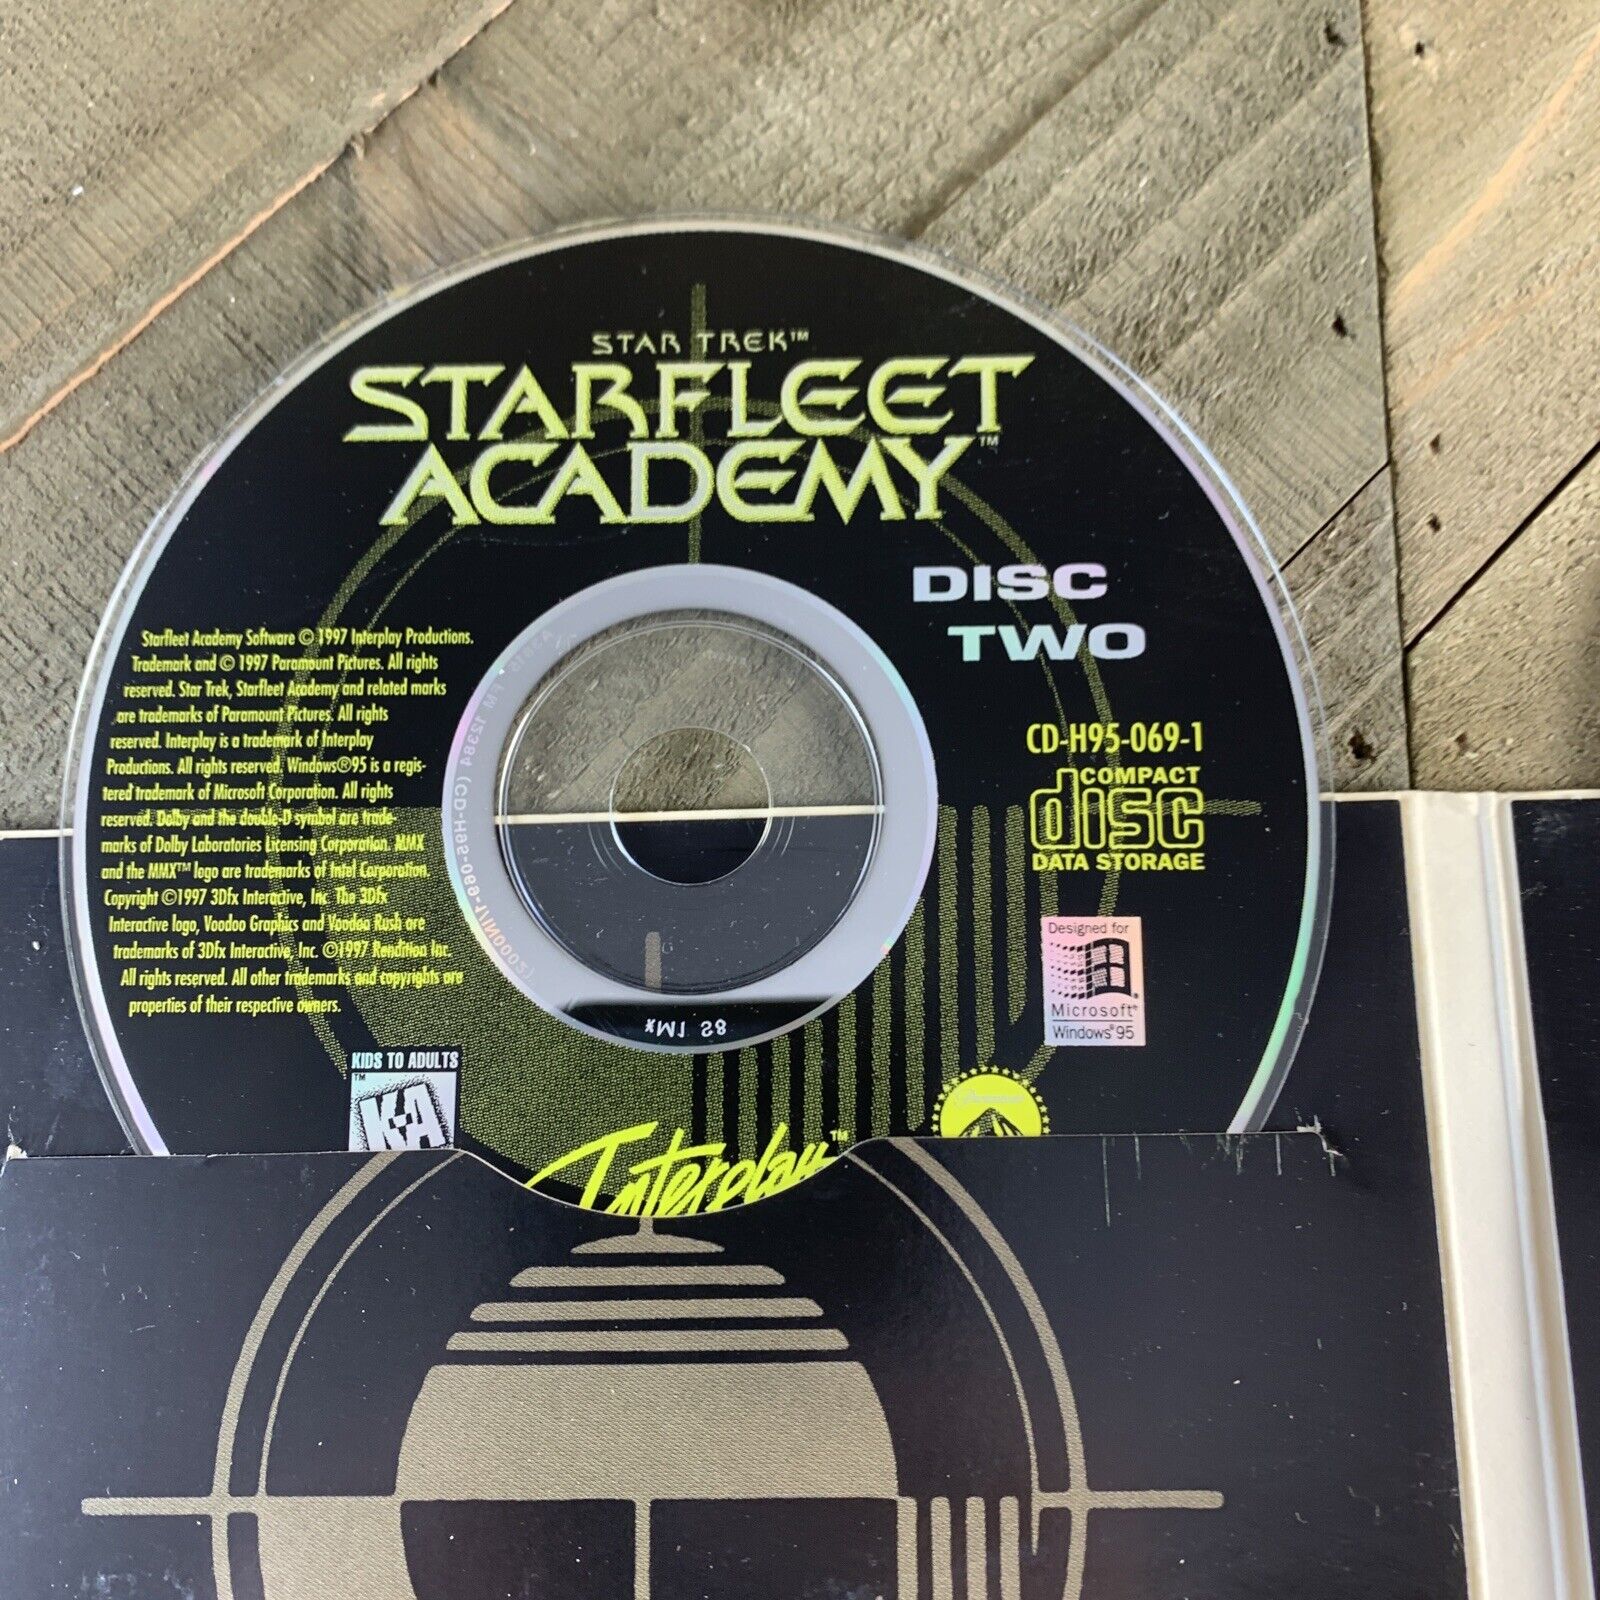 STAR TREK™
STARFLEET
ACADEMY™
DISC
TWO
Starfleet Academy Software © 1997 Interplay Productions.
Trademark and © 1997 Paramount Pictures. All rights
reserved. Star Trek, Starfleet Academy and related marks
are trademarks of Paramount Pictures. All rights
reserved. Interplay is a trademark of Interplay
Productions. All rights reserved. Windows®95 is a regis-
tered trademark of Microsoft Corporation. All rights
reserved. Dolby and the double-D symbol are trade-
marks of Dolby Laboratories Licensing Corporation. MMX
and the MMX™ logo are trademarks of Intel Corporation.
Copyright ©1997 3Dfx Interactive, Inc. The 3Dfx
Interactive logo, Voodoo Graphics and Voodoo Rush are
trademarks of 3Dfx Interactive, Inc. ©1997 Rendition Inc.
All rights reserved. All other trademarks and copyrights are
properties of their respective owners.
CD-H95-069-1
COMPACT
disc
DATA STORAGE
Designed for
Microsoft®
Windows®95
KIDS TO ADULTS
™
K-A
Interplay™
Paramount